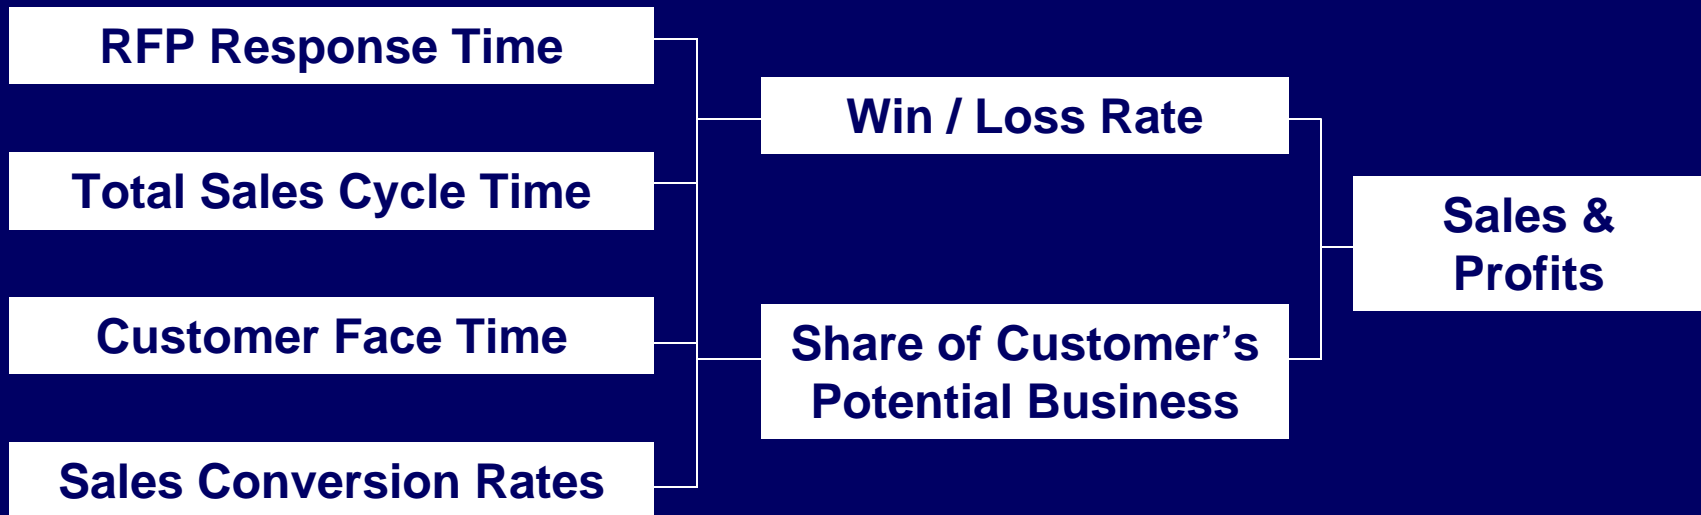 RFP Response Time
Total Sales Cycle Time
Customer Face Time
Sales Conversion Rates
Win / Loss Rate
Share of Customer’s
Potential Business
Sales &
Profits